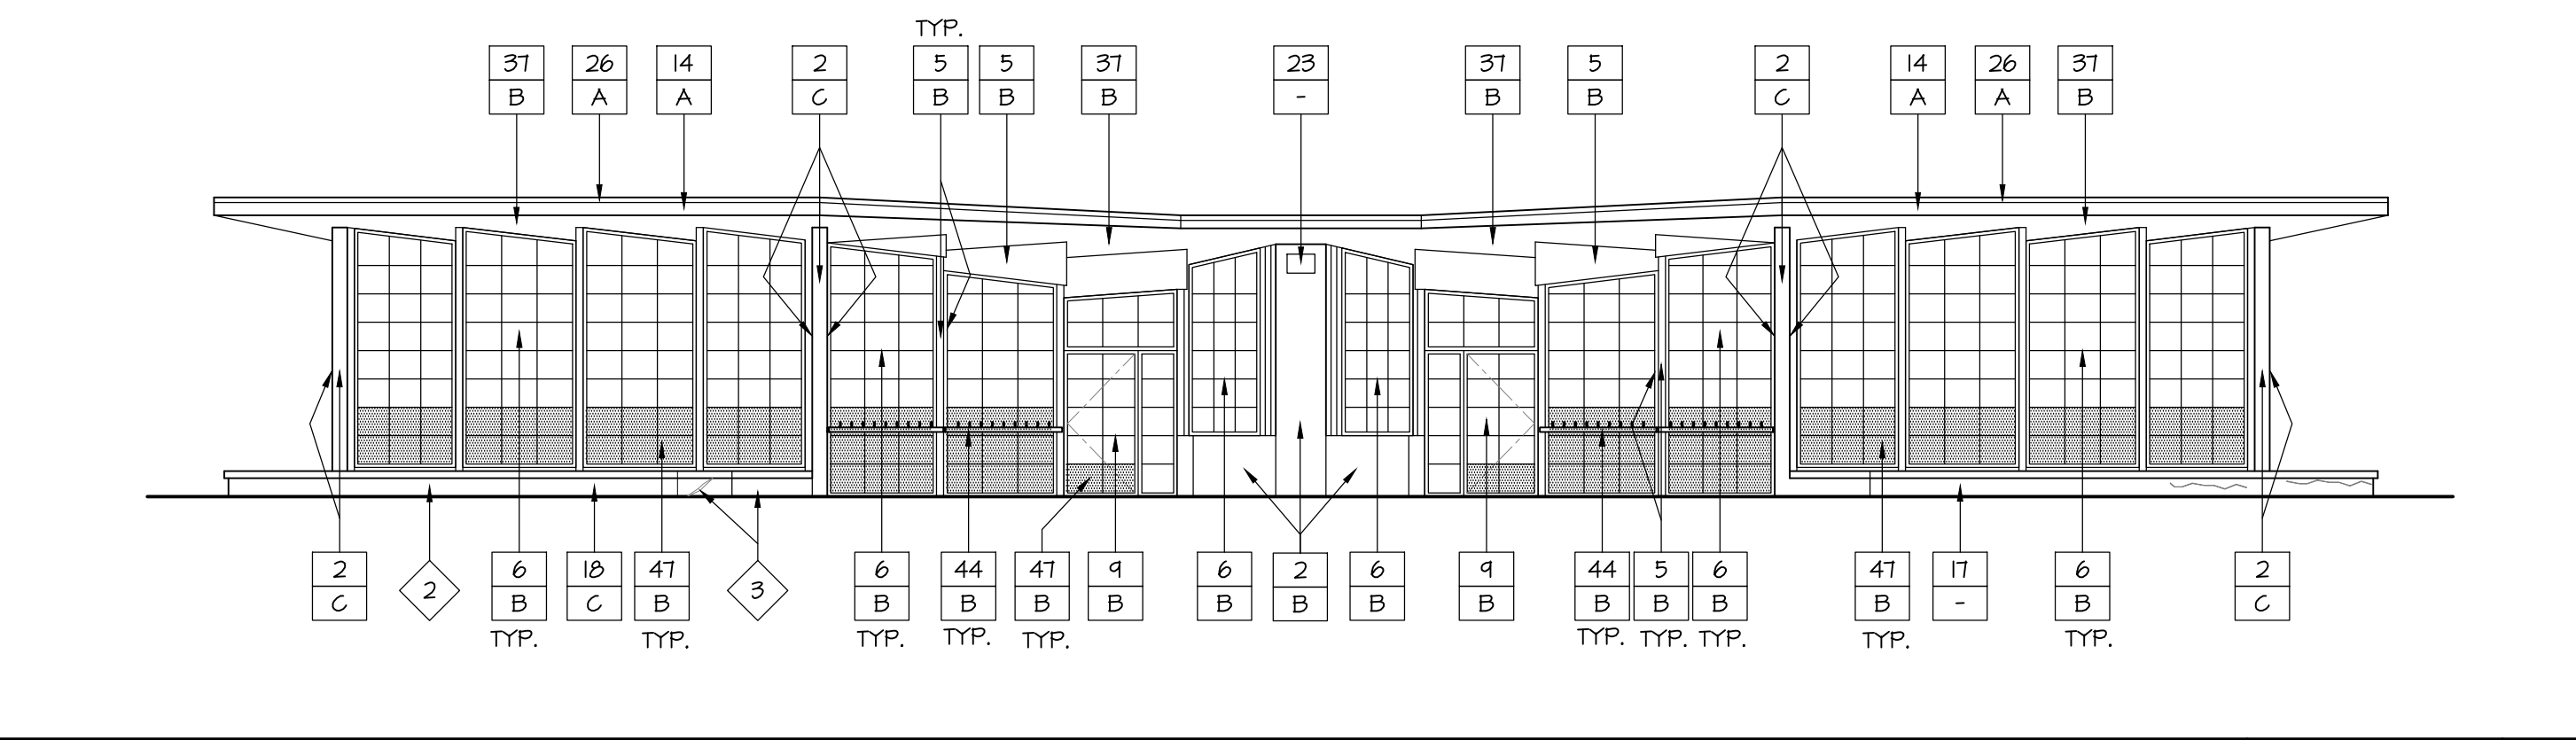 TYP.
37 26 14 2 5 5 37 23 37 5 2 14 26 37
B A A C B B B - B B C A A B
2 2 6 18 47 3 6 44 47 9 6 2 6 9 44 5 6 47 17 6 2
C B C B B B B B B B B B B B B B - B C
TYP. TYP. TYP. TYP. TYP. TYP. TYP. TYP. TYP. TYP.